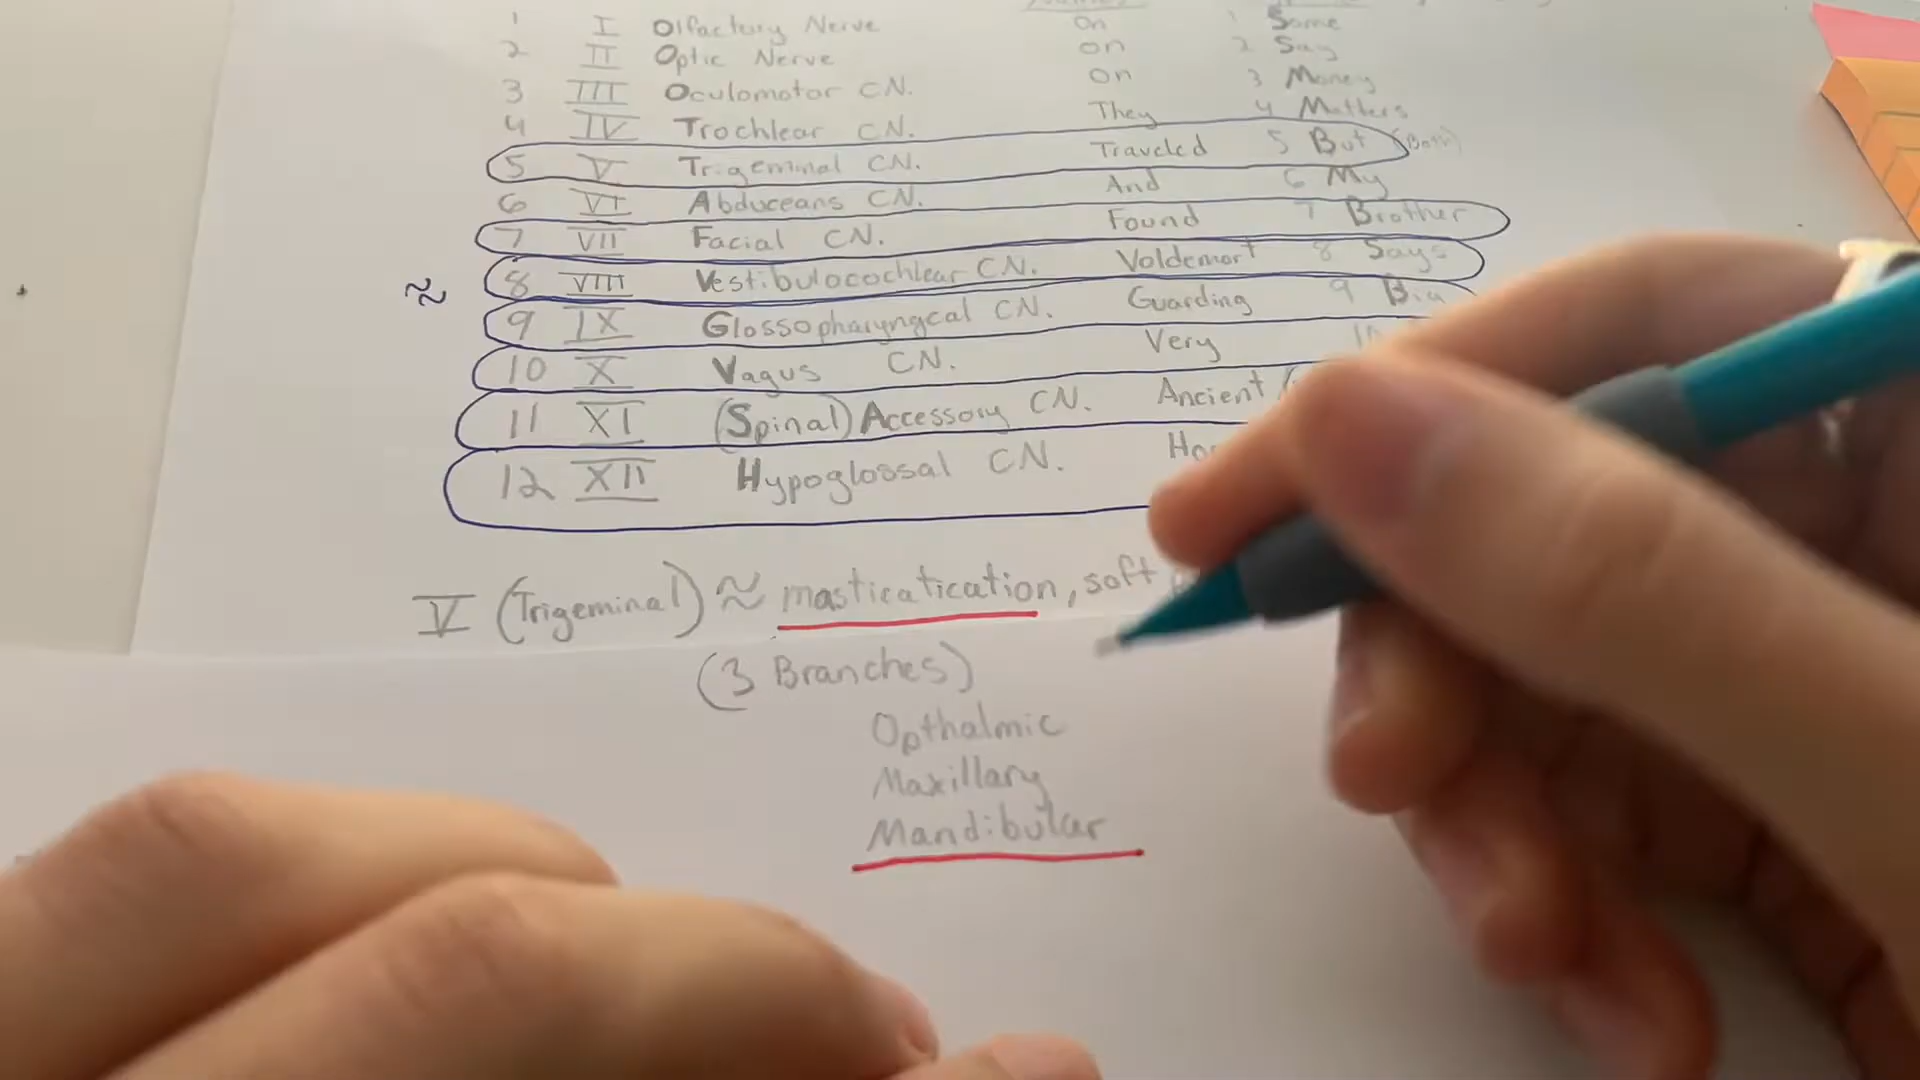 1 I Olfactory Nerve On 1 Some
2 II Optic Nerve On 2 Say
3 III Oculomotor CN. On 3 Money
4 IV Trochlear CN. They 4 Matters
5 V Trigeminal CN. Traveled 5 But (Both)
6 VI Abduceans CN. And 6 My
7 VII Facial CN. Found 7 Brother
≈ 8 VIII Vestibulocochlear CN. Voldemort 8 Says
9 IX Glossopharyngeal CN. Guarding 9 Big
10 X Vagus CN. Very 10
11 XI (Spinal) Accessory CN. Ancient
12 XII Hypoglossal CN.
V (Trigeminal) ≈ masticatication, soft
(3 Branches)
Opthalmic
Maxillary
Mandibular